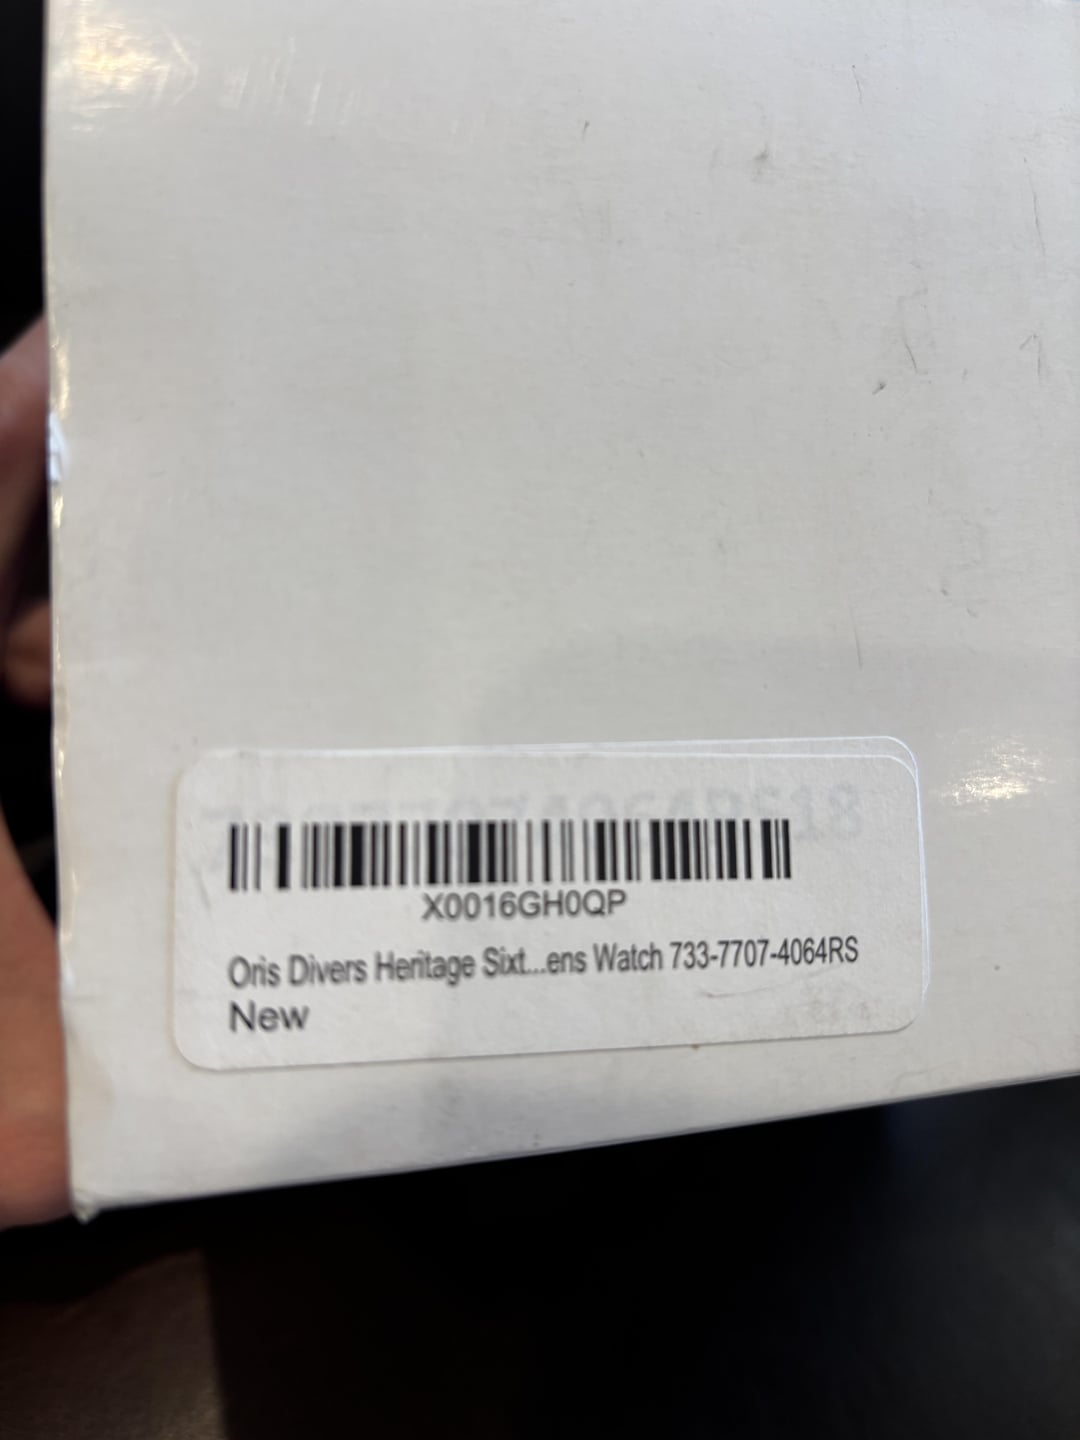 X0016GH0QP
Oris Divers Heritage Sixt...ens Watch 733-7707-4064RS
New